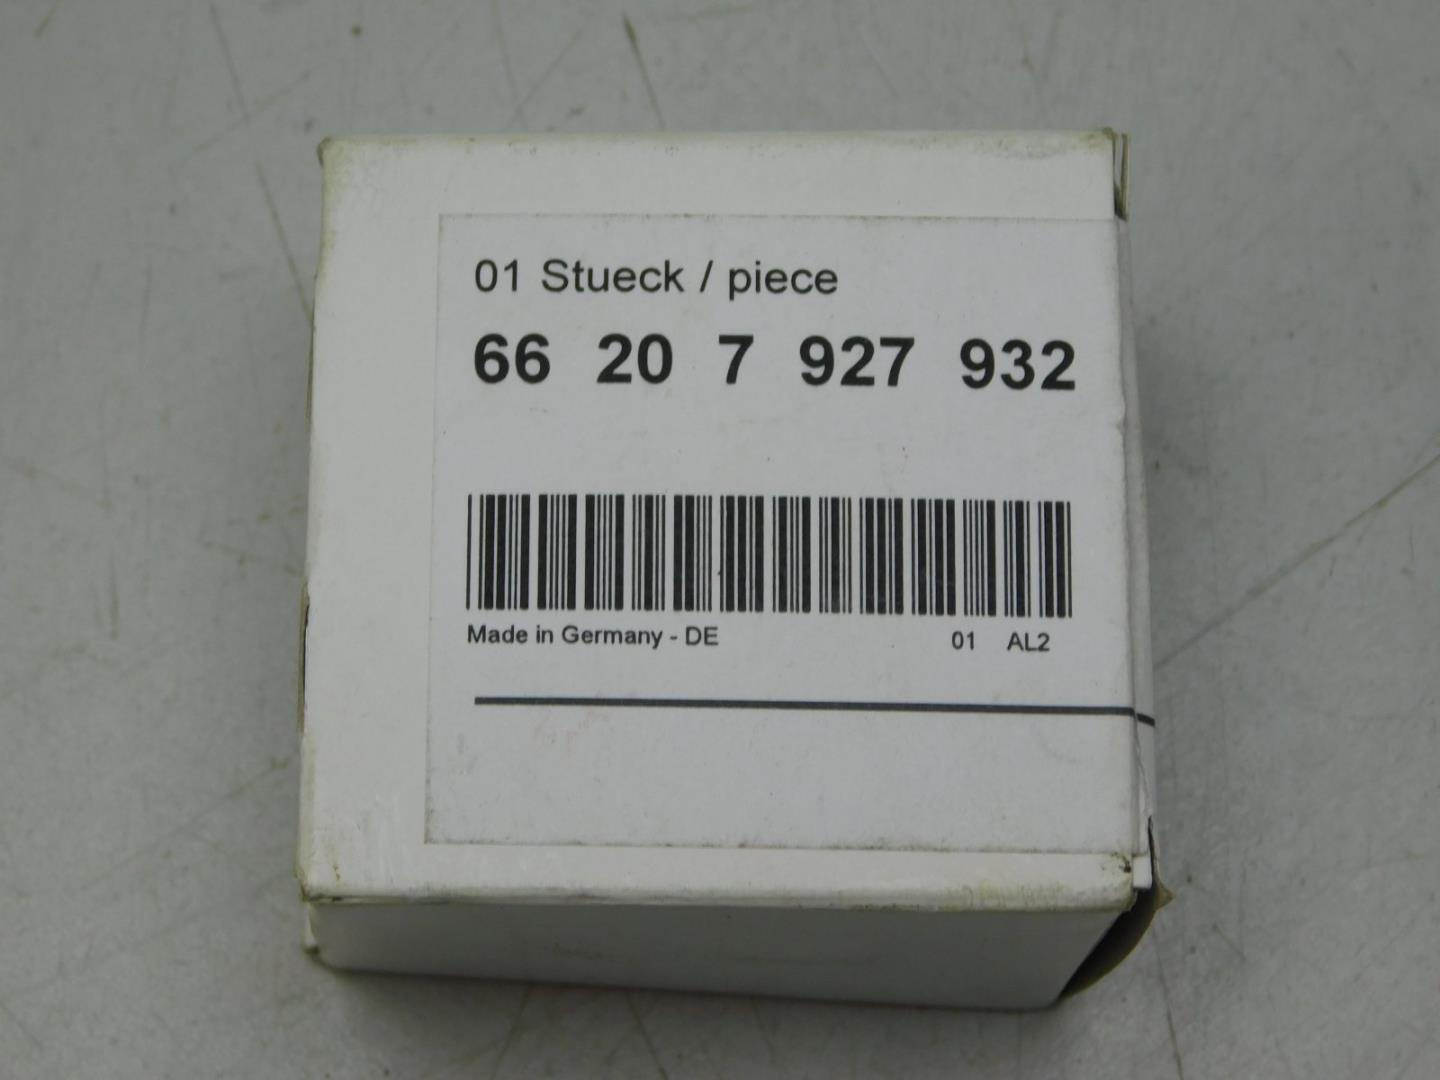 01 Stueck / piece
66 20 7 927 932
Made in Germany - DE 01 AL2